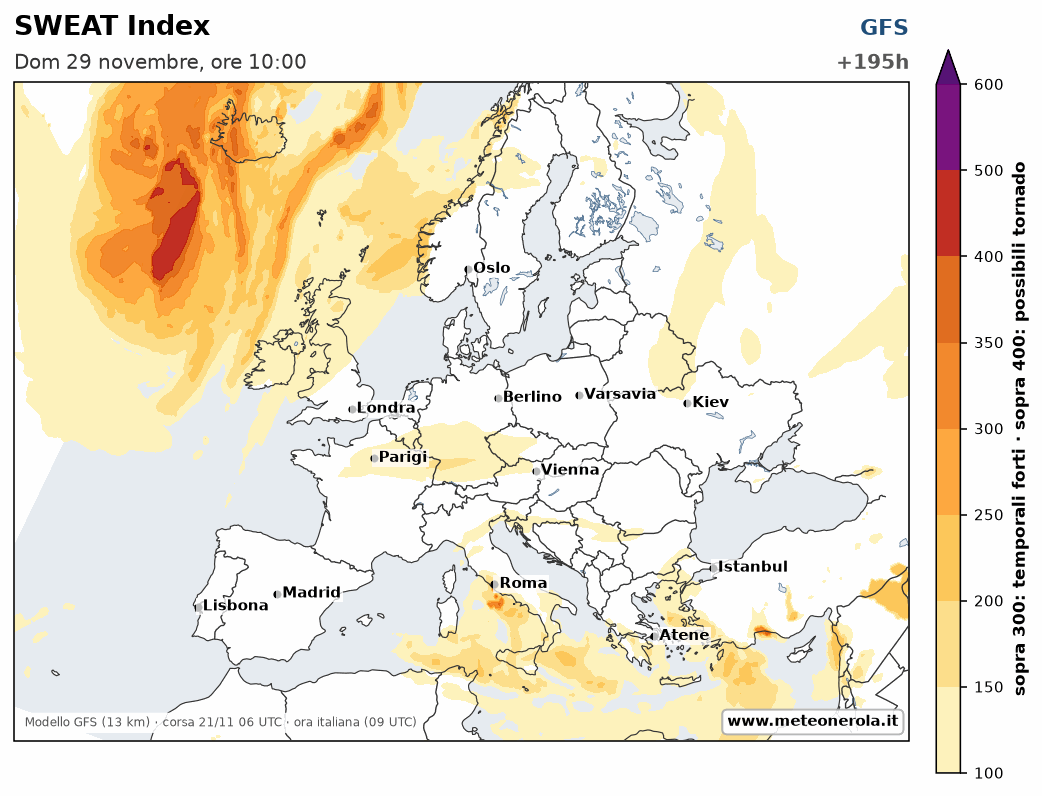 SWEAT Index
GFS
Dom 29 novembre, ore 10:00
+195h
Oslo
Londra
Berlino
Varsavia
Kiev
Parigi
Vienna
Istanbul
Roma
Madrid
Lisbona
Atene
Modello GFS (13 km) · corsa 21/11 06 UTC · ora italiana (09 UTC)
www.meteonerola.it
600
500
400
350
300
250
200
150
100
sopra 300: temporali forti · sopra 400: possibili tornado